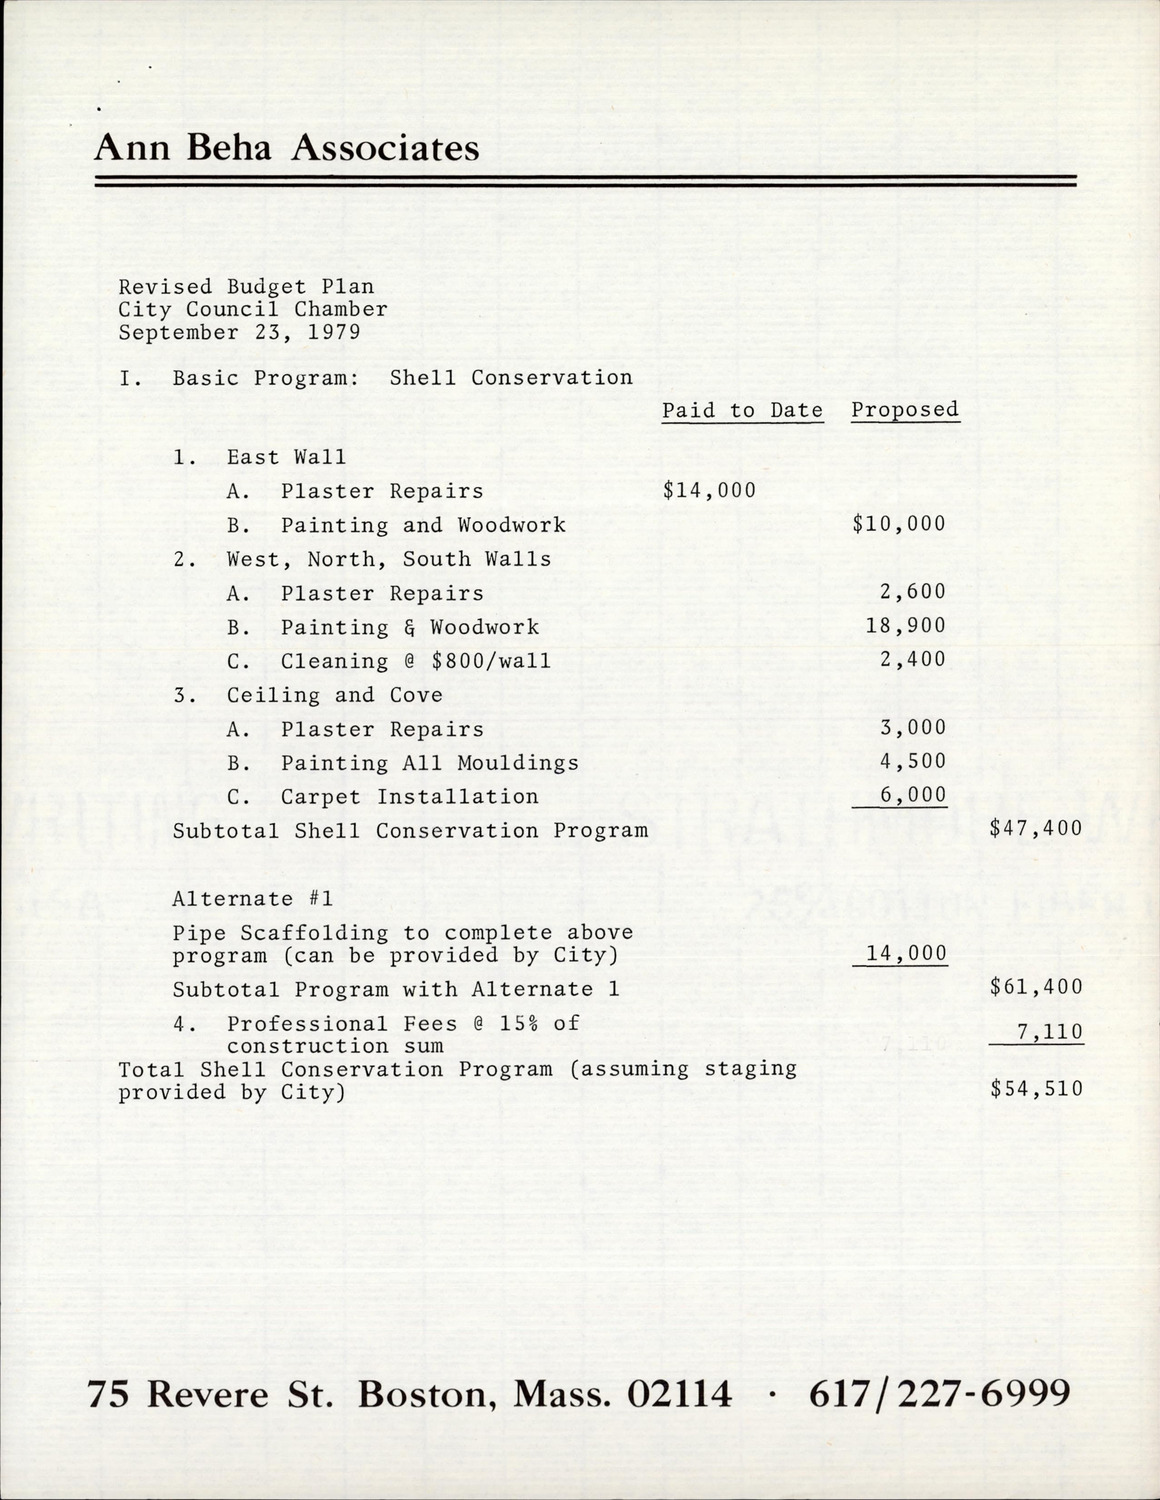 Ann Beha Associates
Revised Budget Plan
City Council Chamber
September 23, 1979
I. Basic Program: Shell Conservation
Paid to Date Proposed
1. East Wall
A. Plaster Repairs $14,000
B. Painting and Woodwork $10,000
2. West, North, South Walls
A. Plaster Repairs 2,600
B. Painting & Woodwork 18,900
C. Cleaning @ $800/wall 2,400
3. Ceiling and Cove
A. Plaster Repairs 3,000
B. Painting All Mouldings 4,500
C. Carpet Installation 6,000
Subtotal Shell Conservation Program $47,400
Alternate #1
Pipe Scaffolding to complete above
program (can be provided by City) 14,000
Subtotal Program with Alternate 1 $61,400
4. Professional Fees @ 15% of
construction sum 7,110
Total Shell Conservation Program (assuming staging
provided by City) $54,510
75 Revere St. Boston, Mass. 02114 · 617/227-6999